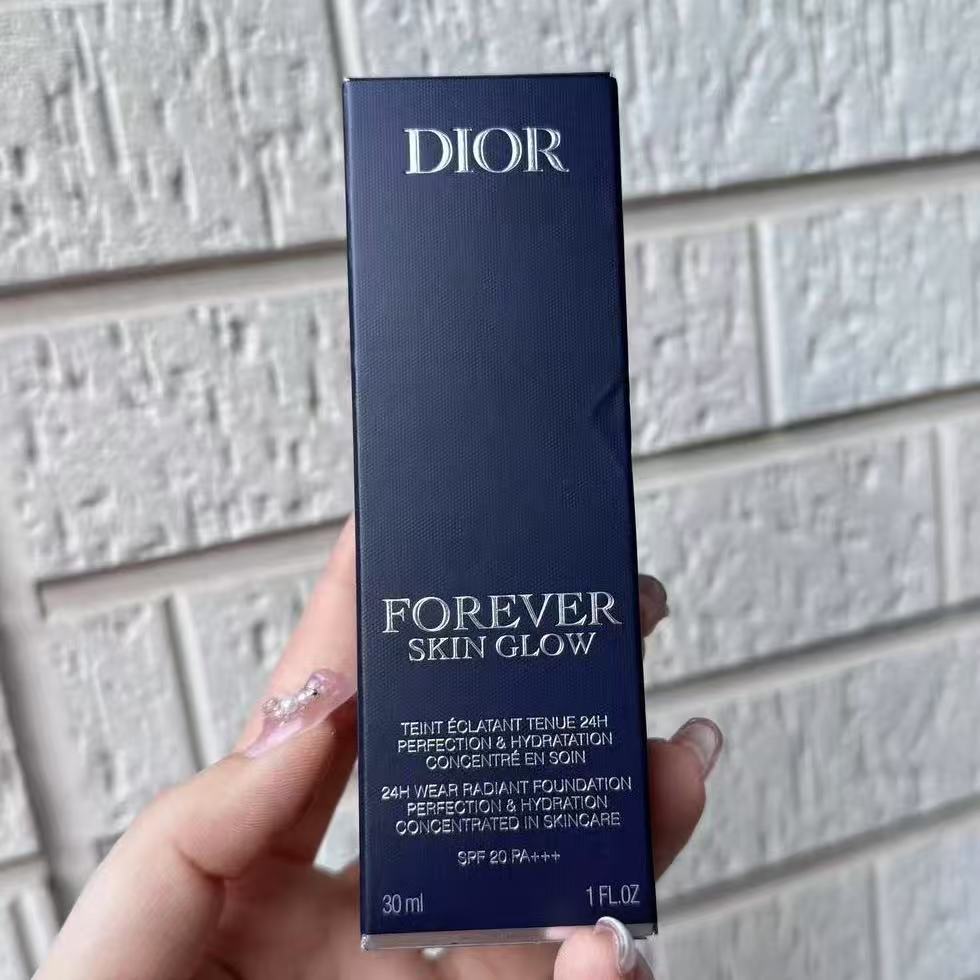 DIOR
FOREVER
SKIN GLOW
TEINT ÉCLATANT TENUE 24H
PERFECTION & HYDRATATION
CONCENTRÉ EN SOIN
24H WEAR RADIANT FOUNDATION
PERFECTION & HYDRATION
CONCENTRATED IN SKINCARE
SPF 20 PA+++
30 ml 1 FL.OZ